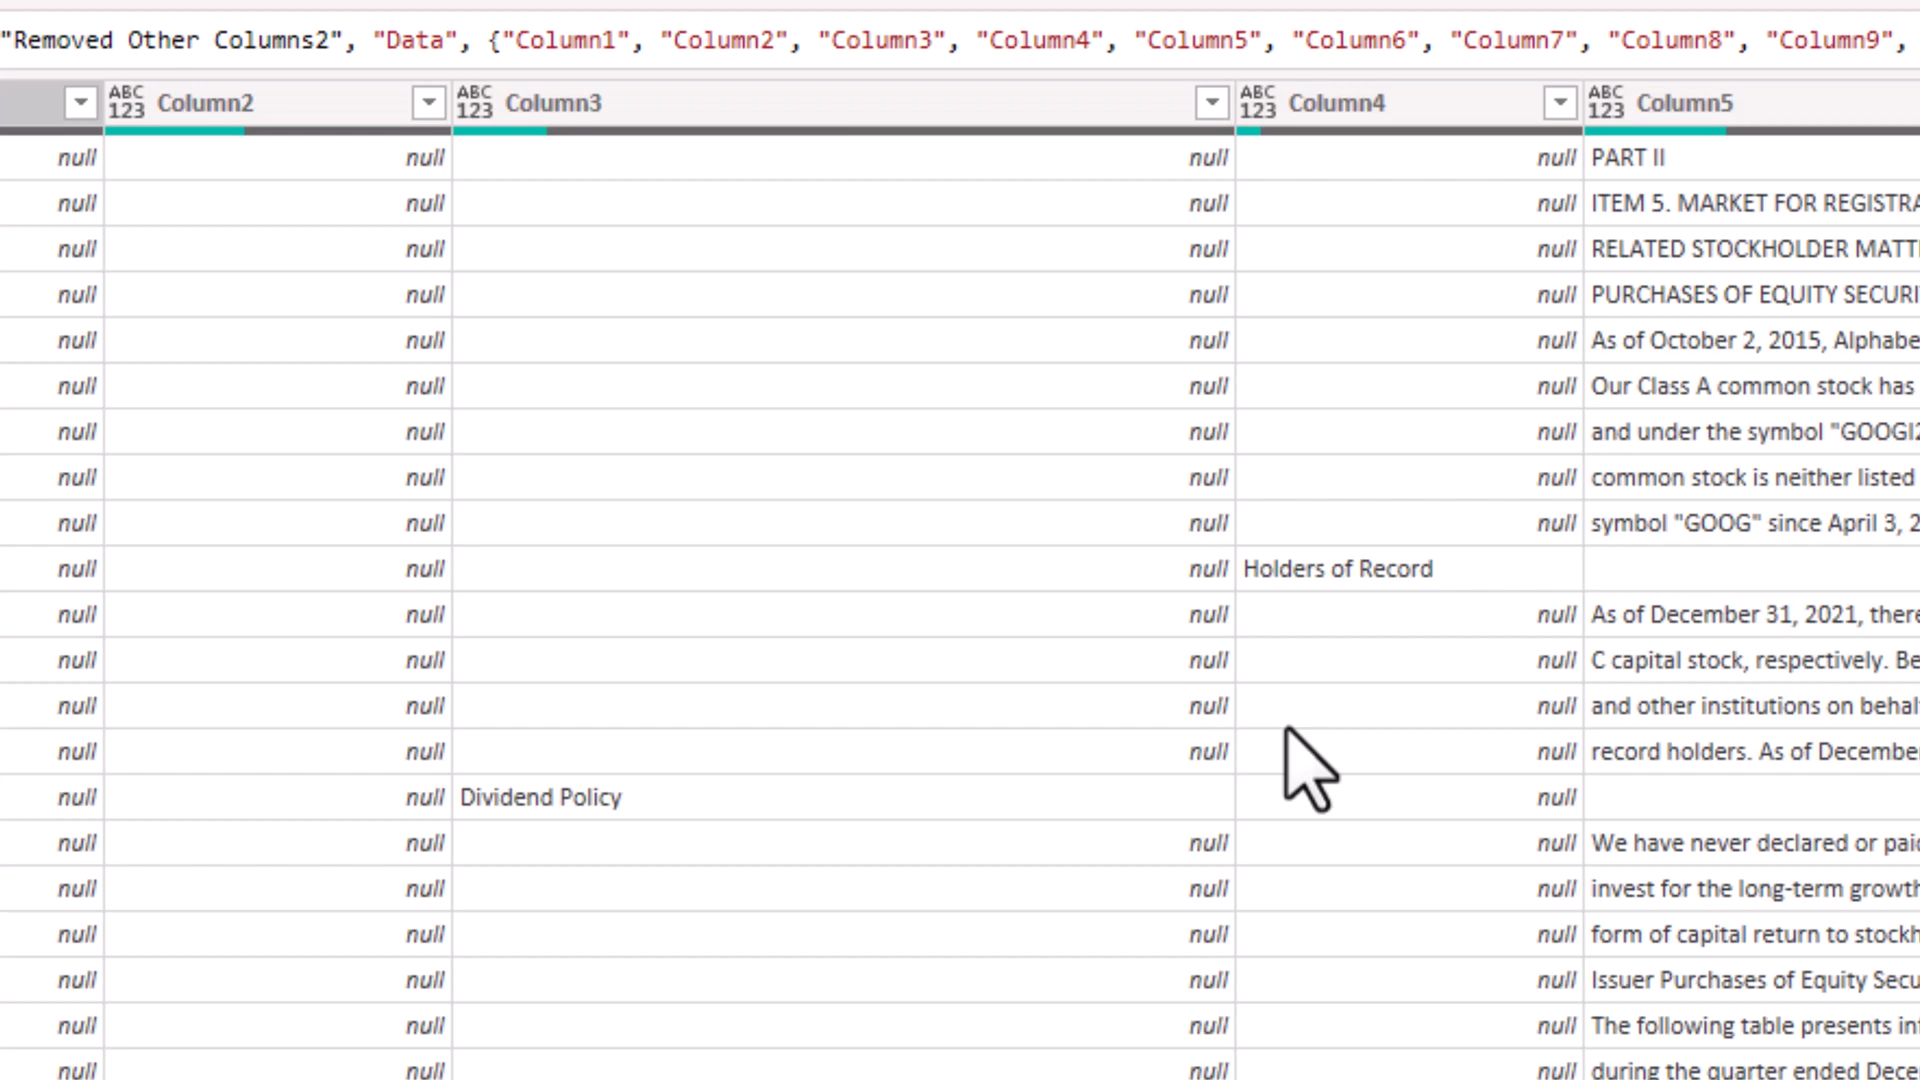 "Removed Other Columns2", "Data", {"Column1", "Column2", "Column3", "Column4", "Column5", "Column6", "Column7", "Column8", "Column9",
ABC 123 Column2 ABC 123 Column3 ABC 123 Column4 ABC 123 Column5
null null null null PART II
null null null null ITEM 5. MARKET FOR REGISTRA
null null null null RELATED STOCKHOLDER MATT
null null null null PURCHASES OF EQUITY SECURI
null null null null As of October 2, 2015, Alphabe
null null null null Our Class A common stock has
null null null null and under the symbol "GOOGI2
null null null null common stock is neither listed
null null null null symbol "GOOG" since April 3, 2
null null null Holders of Record
null null null null As of December 31, 2021, there
null null null null C capital stock, respectively. Be
null null null null and other institutions on behal
null null null null record holders. As of December
null null Dividend Policy null
null null null null We have never declared or paid
null null null null invest for the long-term growth
null null null null form of capital return to stockh
null null null null Issuer Purchases of Equity Secu
null null null null The following table presents inf
null null null null during the quarter ended Dece